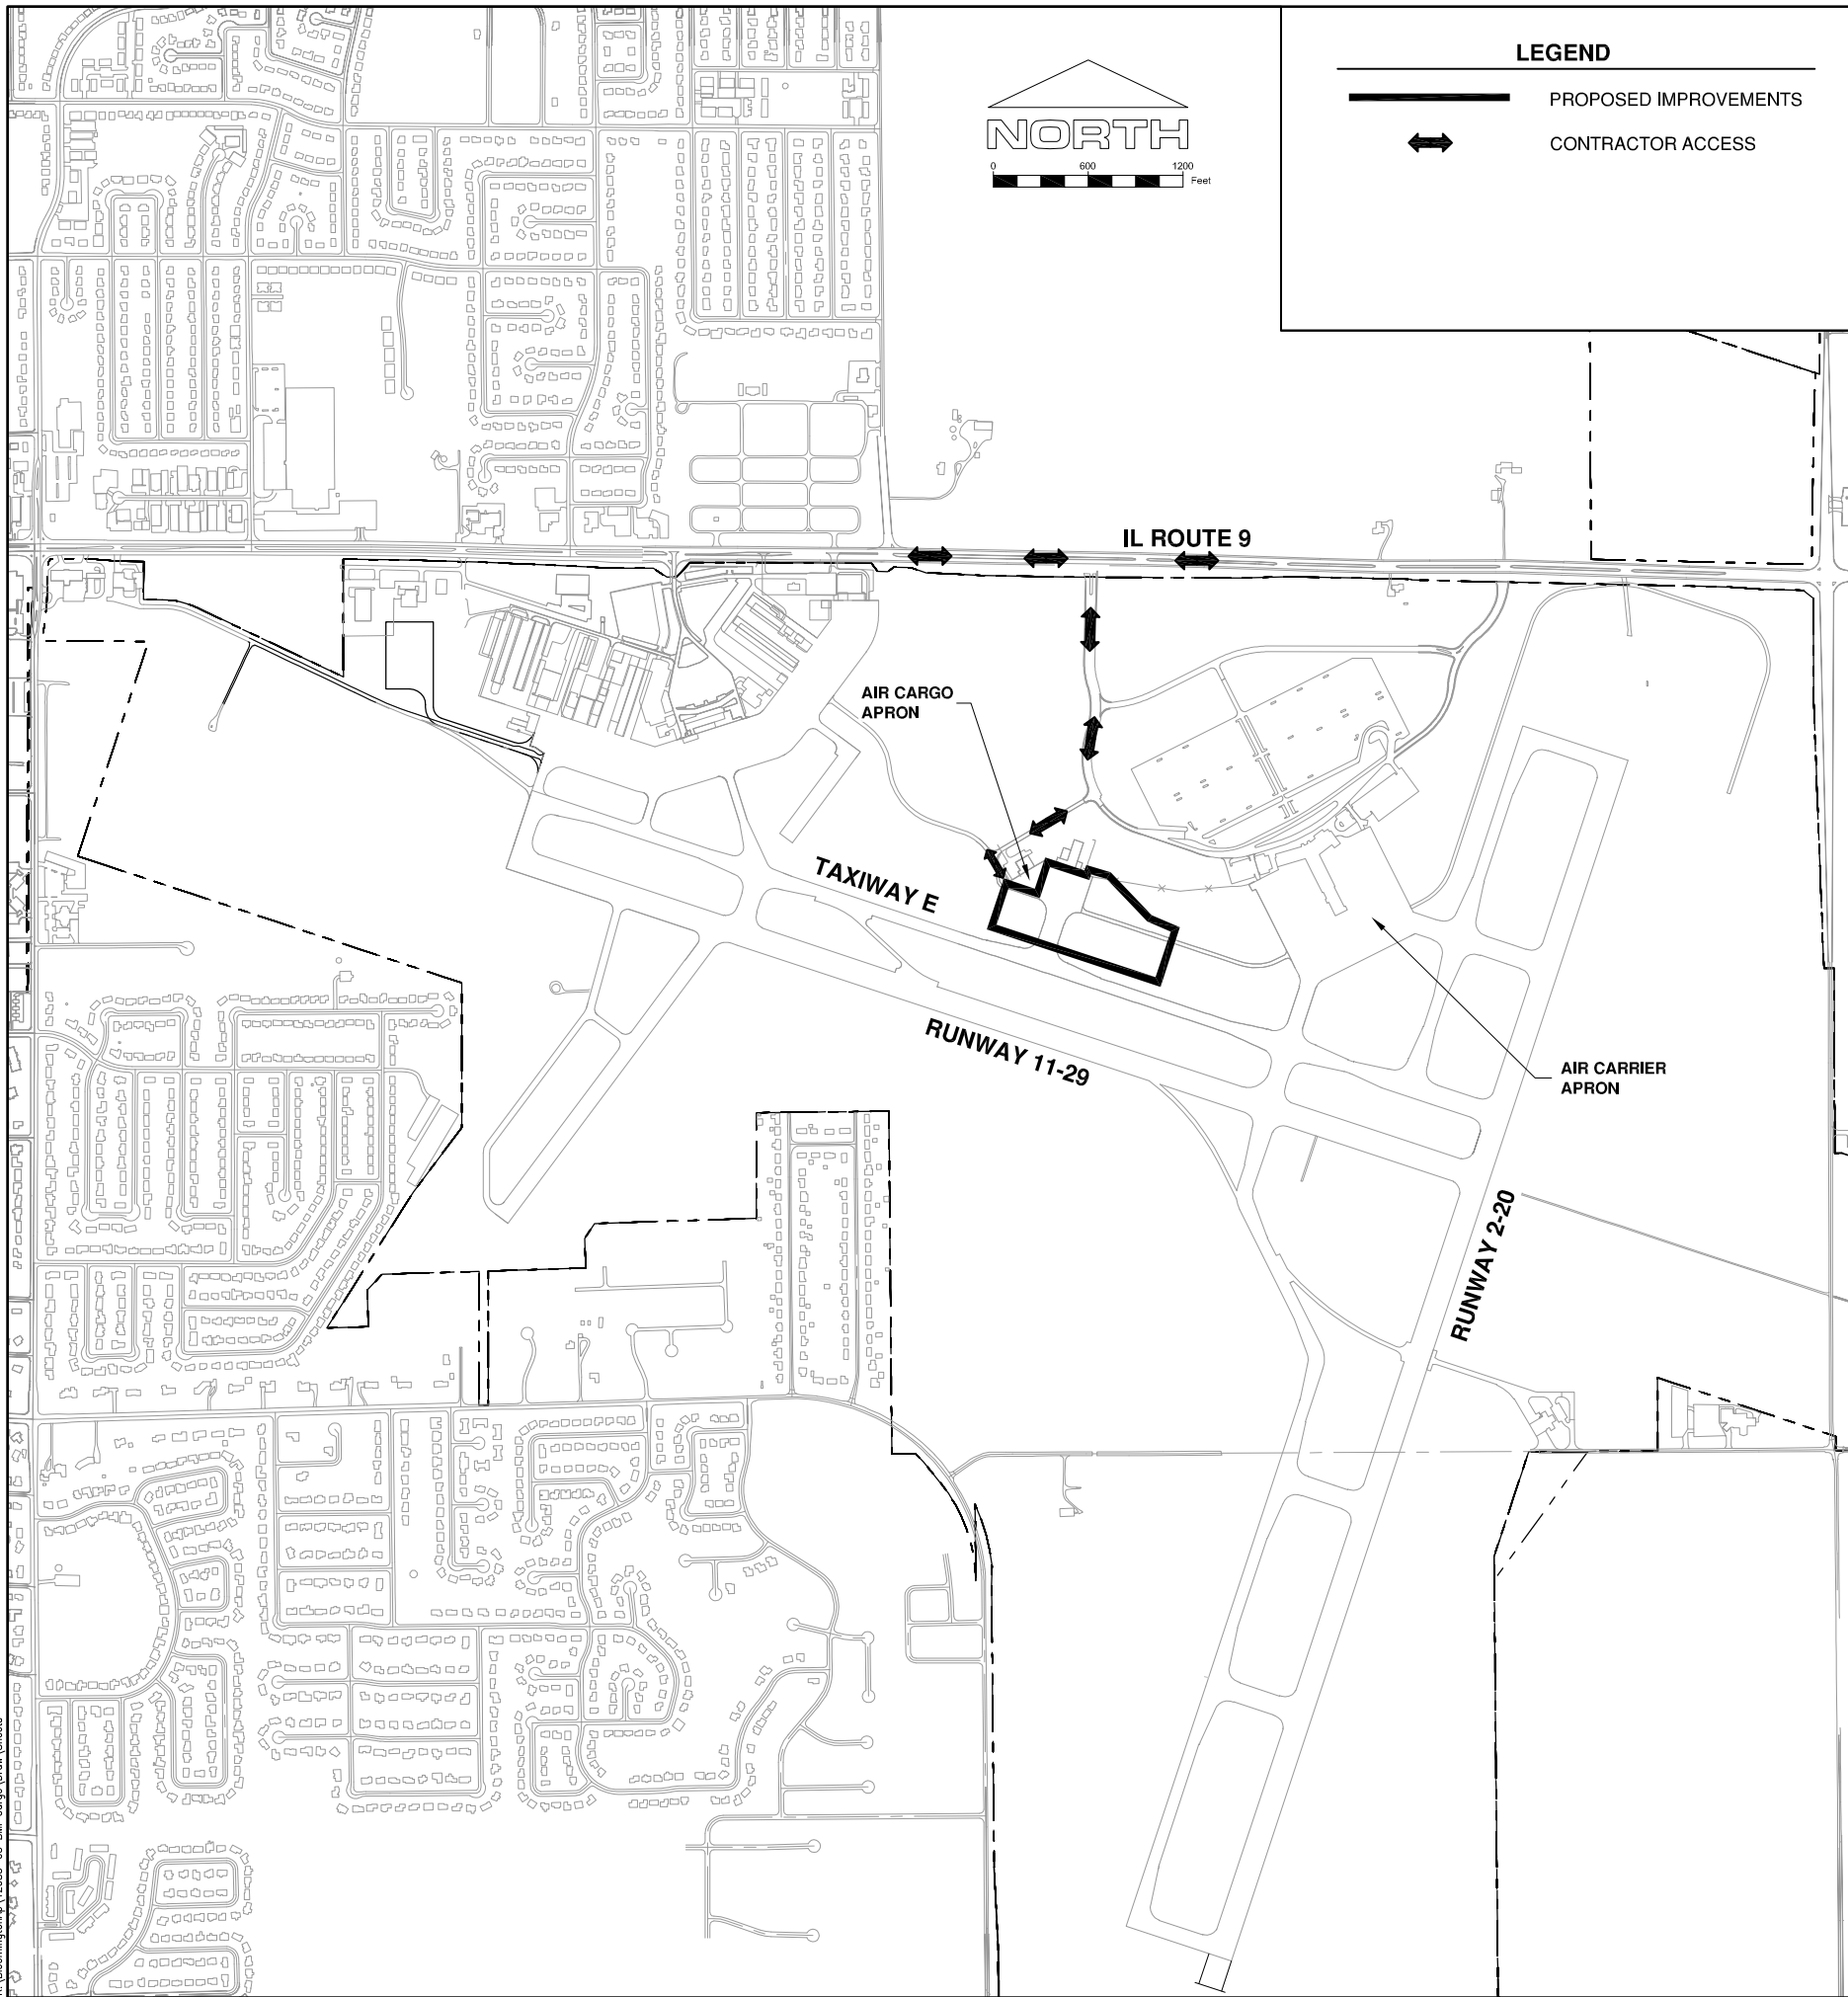 LEGEND
PROPOSED IMPROVEMENTS
CONTRACTOR ACCESS
NORTH
0 600 1200
Feet
IL ROUTE 9
AIR CARGO
APRON
TAXIWAY E
RUNWAY 11-29
AIR CARRIER
APRON
RUNWAY 2-20